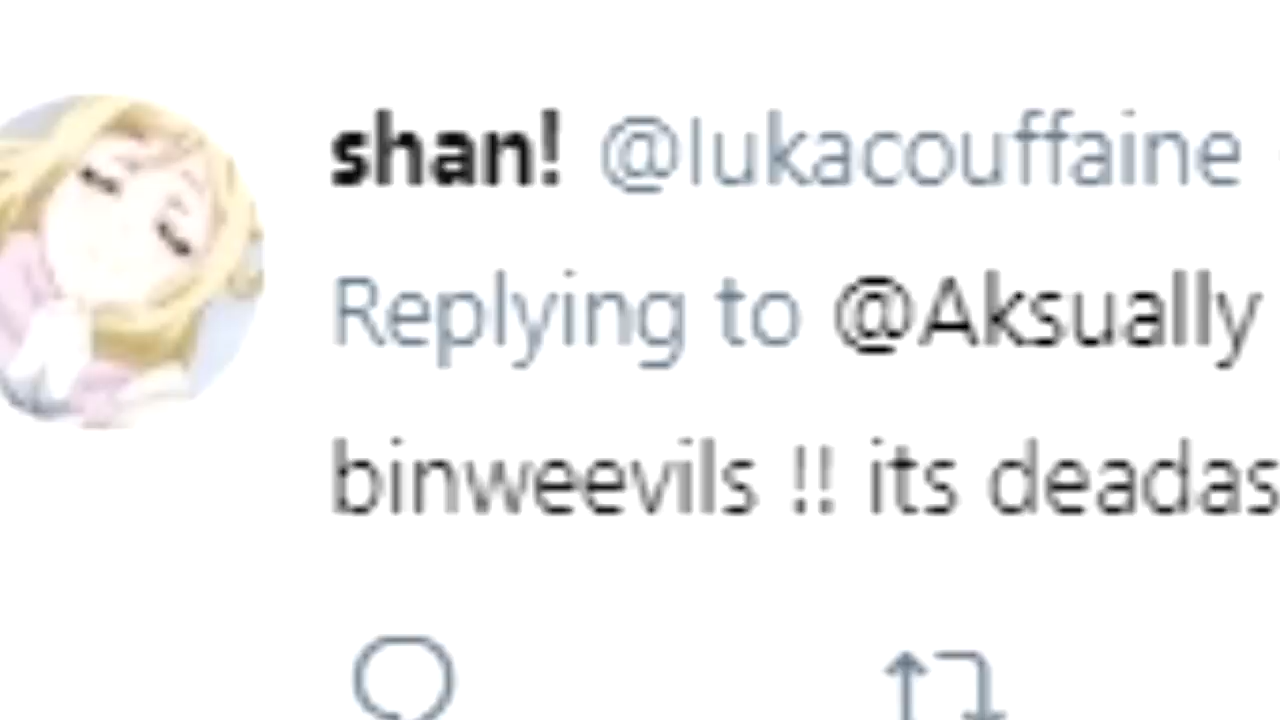 shan! @lukacouffaine
Replying to @Aksually
binweevils !! its deadas